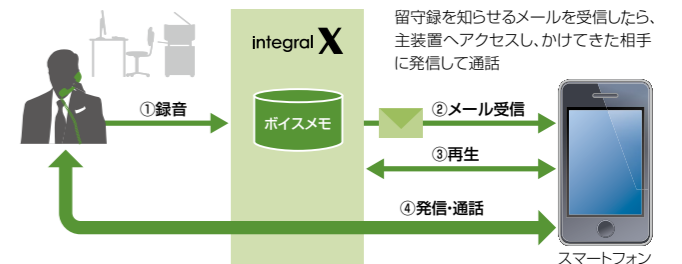 留守録を知らせるメールを受信したら、
主装置へアクセスし、かけてきた相手
に発信して通話
integral X
①録音
ボイスメモ
②メール受信
③再生
④発信・通話
スマートフォン